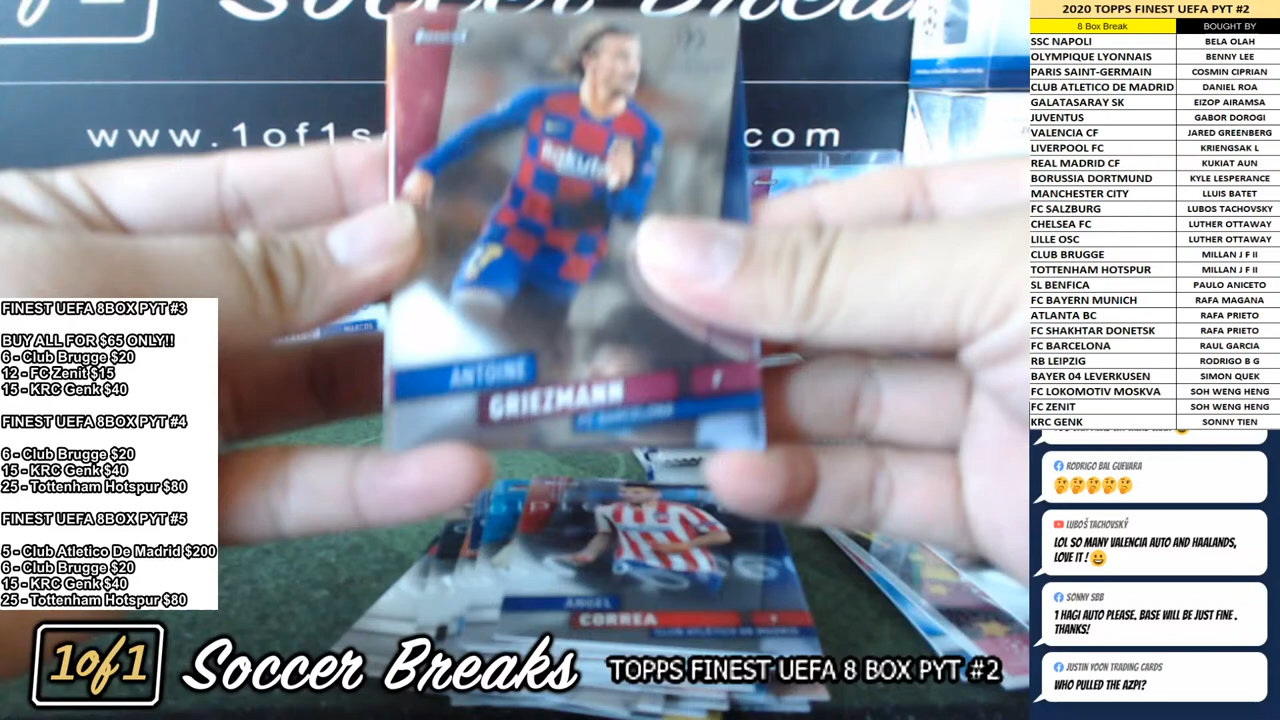 Soccer Breaks
www.1of1s
com
ANTOINE
GRIEZMANN
FC BARCELONA
F
MARCOS
ANGEL
CORREA
CLUB ATLETICO DE MADRID
FINEST UEFA 8BOX PYT #3
BUY ALL FOR $65 ONLY!!
6 - Club Brugge $20
12 - FC Zenit $15
15 - KRC Genk $40
FINEST UEFA 8BOX PYT #4
6 - Club Brugge $20
15 - KRC Genk $40
25 - Tottenham Hotspur $80
FINEST UEFA 8BOX PYT #5
5 - Club Atletico De Madrid $200
6 - Club Brugge $20
15 - KRC Genk $40
25 - Tottenham Hotspur $80
1of1 Soccer Breaks TOPPS FINEST UEFA 8 BOX PYT #2
2020 TOPPS FINEST UEFA PYT #2
8 Box Break BOUGHT BY
SSC NAPOLI BELA OLAH
OLYMPIQUE LYONNAIS BENNY LEE
PARIS SAINT-GERMAIN COSMIN CIPRIAN
CLUB ATLETICO DE MADRID DANIEL ROA
GALATASARAY SK EIZOP AIRAMSA
JUVENTUS GABOR DOROGI
VALENCIA CF JARED GREENBERG
LIVERPOOL FC KRIENGSAK L
REAL MADRID CF KUKIAT AUN
BORUSSIA DORTMUND KYLE LESPERANCE
MANCHESTER CITY LLUIS BATET
FC SALZBURG LUBOS TACHOVSKY
CHELSEA FC LUTHER OTTAWAY
LILLE OSC LUTHER OTTAWAY
CLUB BRUGGE MILLAN J F II
TOTTENHAM HOTSPUR MILLAN J F II
SL BENFICA PAULO ANICETO
FC BAYERN MUNICH RAFA MAGANA
ATLANTA BC RAFA PRIETO
FC SHAKHTAR DONETSK RAFA PRIETO
FC BARCELONA RAUL GARCIA
RB LEIPZIG RODRIGO B G
BAYER 04 LEVERKUSEN SIMON QUEK
FC LOKOMOTIV MOSKVA SOH WENG HENG
FC ZENIT SOH WENG HENG
KRC GENK SONNY TIEN
RODRIGO BAL GUEVARA
🤔🤔🤔🤔🤔
LUBOŠ TACHOVSKÝ
LOL SO MANY VALENCIA AUTO AND HAALANDS,
LOVE IT ! 😀
SONNY SBB
1 HAGI AUTO PLEASE. BASE WILL BE JUST FINE .
THANKS!
JUSTIN YOON TRADING CARDS
WHO PULLED THE AZPI?